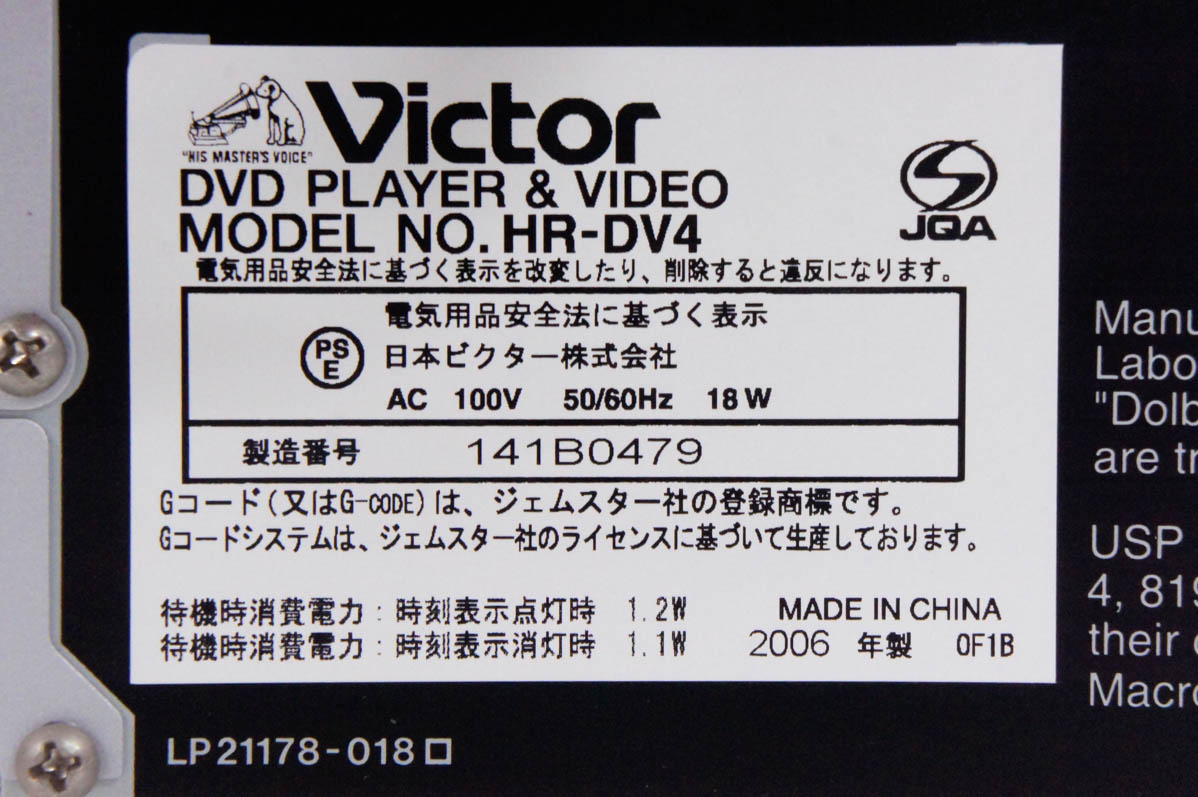 Victor
"HIS MASTER'S VOICE"
DVD PLAYER & VIDEO
MODEL NO. HR-DV4
JQA
電気用品安全法に基づく表示を改変したり、削除すると違反になります。
電気用品安全法に基づく表示
PS
E
日本ビクター株式会社
AC 100V 50/60Hz 18W
製造番号 141B0479
Gコード(又はG-CODE)は、ジェムスター社の登録商標です。
Gコードシステムは、ジェムスター社のライセンスに基づいて生産しております。
待機時消費電力:時刻表示点灯時 1.2W MADE IN CHINA
待機時消費電力:時刻表示消灯時 1.1W 2006 年製 0F1B
LP21178-018
Labo
"Dolb
are
USP
4,
their
Macro